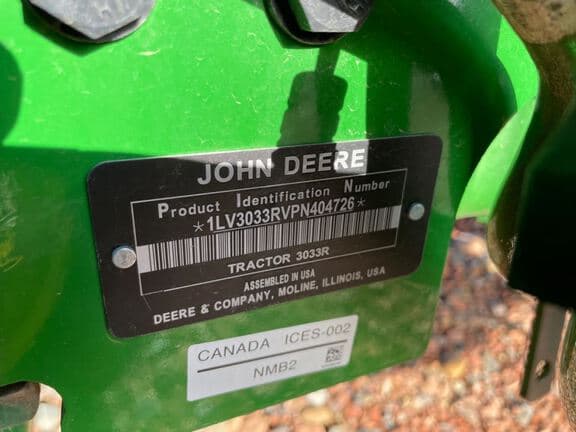 JOHN DEERE
Product Identification Number
*1LV3033RVPN404726*
TRACTOR 3033R
ASSEMBLED IN USA
DEERE & COMPANY, MOLINE, ILLINOIS, USA
CANADA ICES-002
NMB2